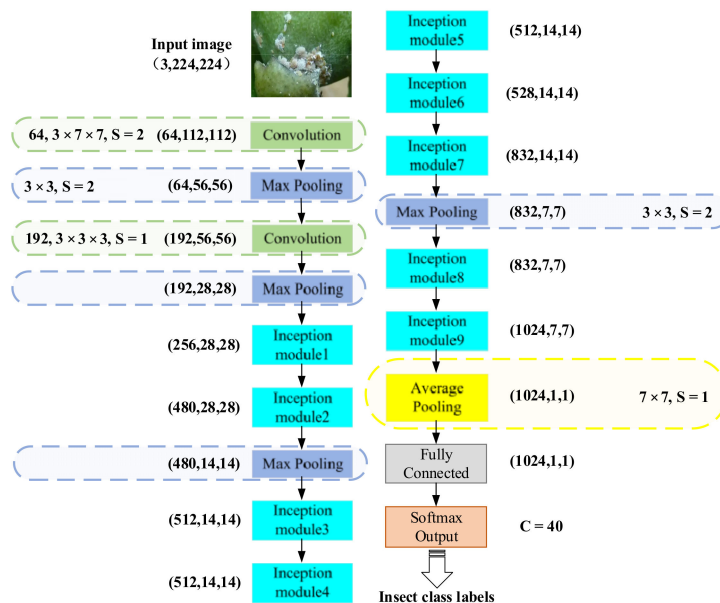 Input image
(3,224,224)
64, 3 × 7 × 7, S = 2 (64,112,112) Convolution
3 × 3, S = 2 (64,56,56) Max Pooling
192, 3 × 3 × 3, S = 1 (192,56,56) Convolution
(192,28,28) Max Pooling
(256,28,28) Inception
module1
(480,28,28) Inception
module2
(480,14,14) Max Pooling
(512,14,14) Inception
module3
(512,14,14) Inception
module4
Inception
module5 (512,14,14)
Inception
module6 (528,14,14)
Inception
module7 (832,14,14)
Max Pooling (832,7,7) 3 × 3, S = 2
Inception
module8 (832,7,7)
Inception
module9 (1024,7,7)
Average
Pooling (1024,1,1) 7 × 7, S = 1
Fully
Connected (1024,1,1)
Softmax
Output C = 40
Insect class labels